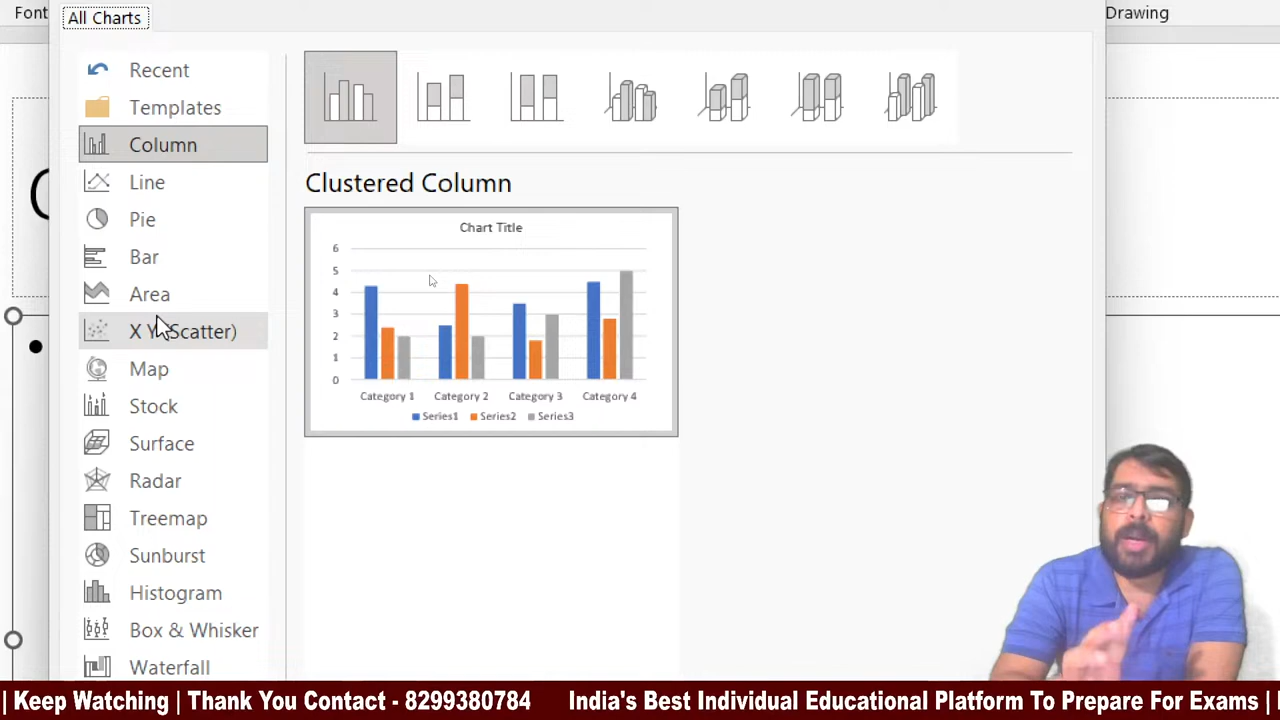 Font
Drawing
All Charts
Recent
Templates
Column
Line
Pie
Bar
Area
X Y (Scatter)
Map
Stock
Surface
Radar
Treemap
Sunburst
Histogram
Box & Whisker
Waterfall
Clustered Column
Chart Title
6
5
4
3
2
1
0
Category 1 Category 2 Category 3 Category 4
Series1 Series2 Series3
| Keep Watching | Thank You Contact - 8299380784 India's Best Individual Educational Platform To Prepare For Exams |